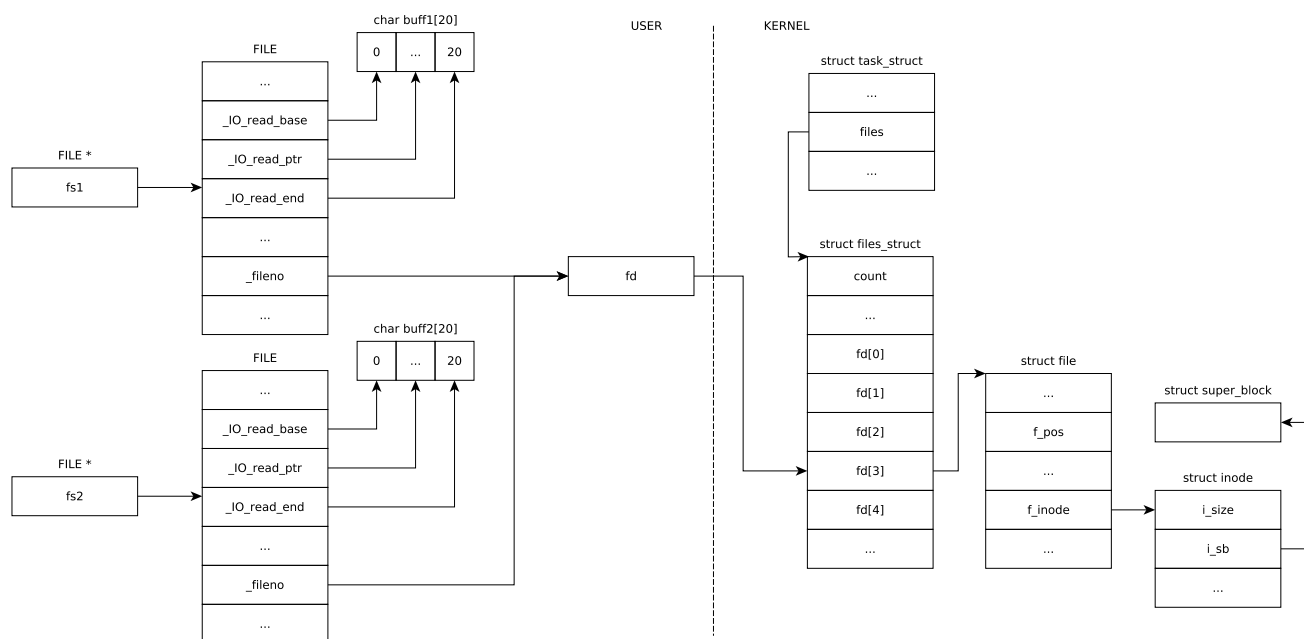 USER
KERNEL
char buff1[20]
0 ... 20
FILE
...
_IO_read_base
_IO_read_ptr
_IO_read_end
...
_fileno
...
FILE *
fs1
char buff2[20]
0 ... 20
FILE
...
_IO_read_base
_IO_read_ptr
_IO_read_end
...
_fileno
...
FILE *
fs2
fd
struct task_struct
...
files
...
struct files_struct
count
...
fd[0]
fd[1]
fd[2]
fd[3]
fd[4]
...
struct file
...
f_pos
...
f_inode
...
struct super_block
struct inode
i_size
i_sb
...